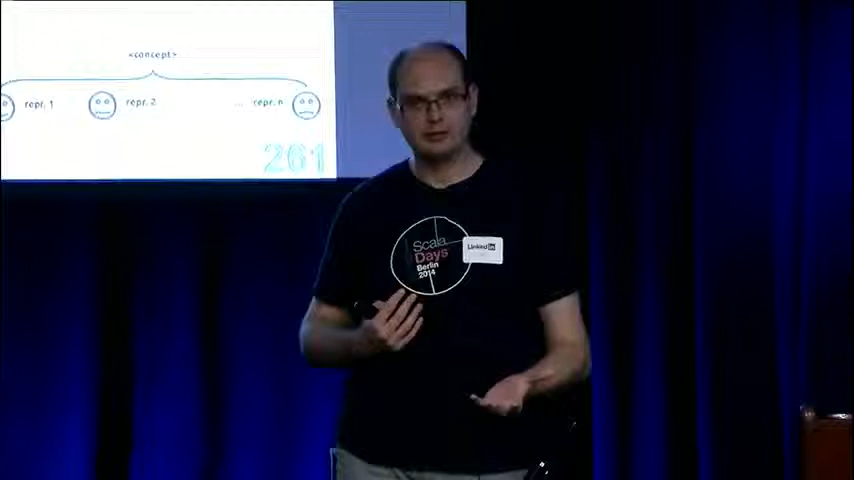 <concept>
repr. 1
repr. 2
... repr. n
261
Scala
Days
Berlin
2014
LinkedIn